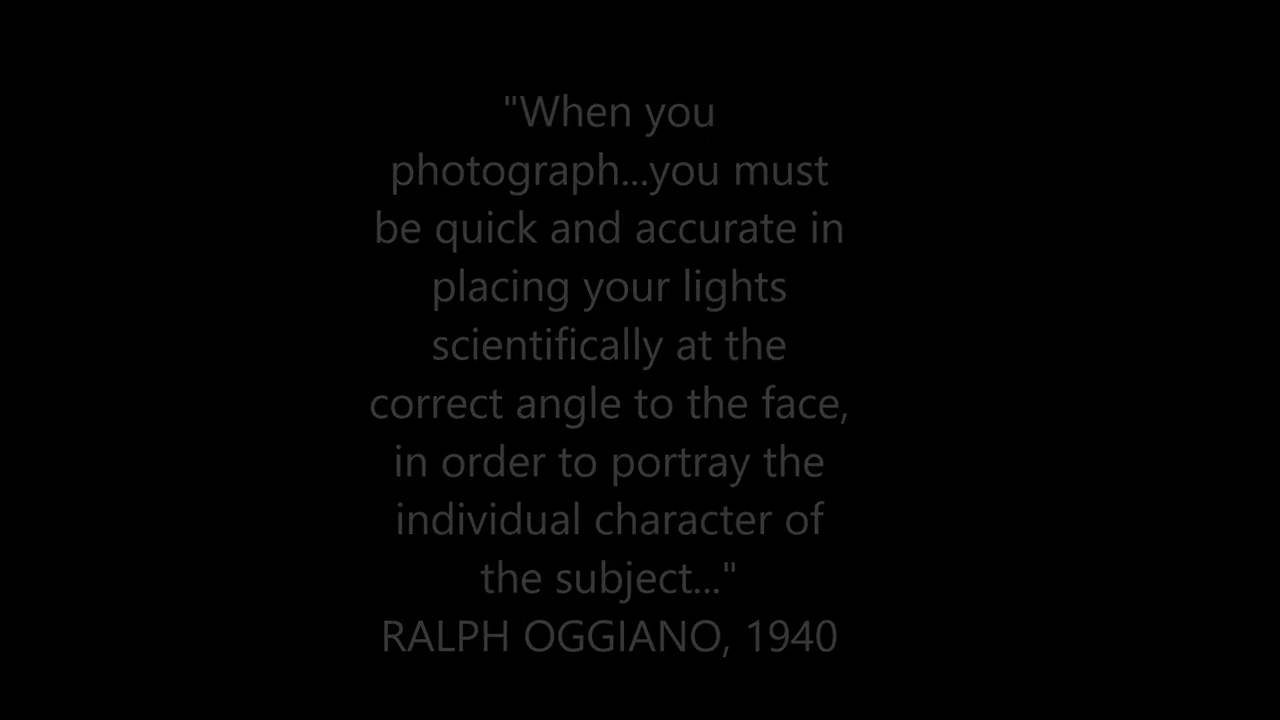 "When you
photograph...you must
be quick and accurate in
placing your lights
scientifically at the
correct angle to the face,
in order to portray the
individual character of
the subject..."
RALPH OGGIANO, 1940